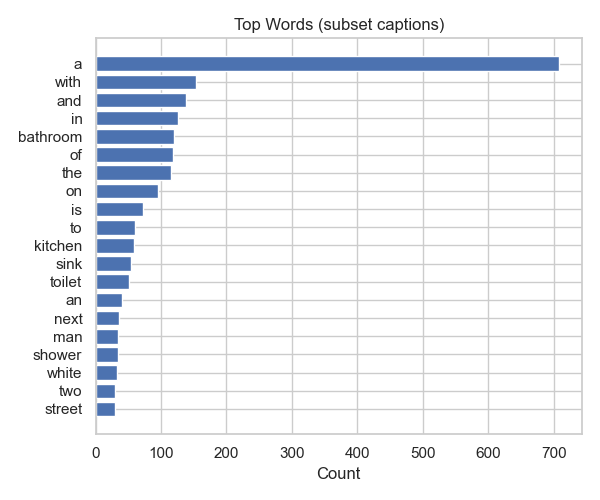 Top Words (subset captions)
a
with
and
in
bathroom
of
the
on
is
to
kitchen
sink
toilet
an
next
man
shower
white
two
street
0 100 200 300 400 500 600 700
Count